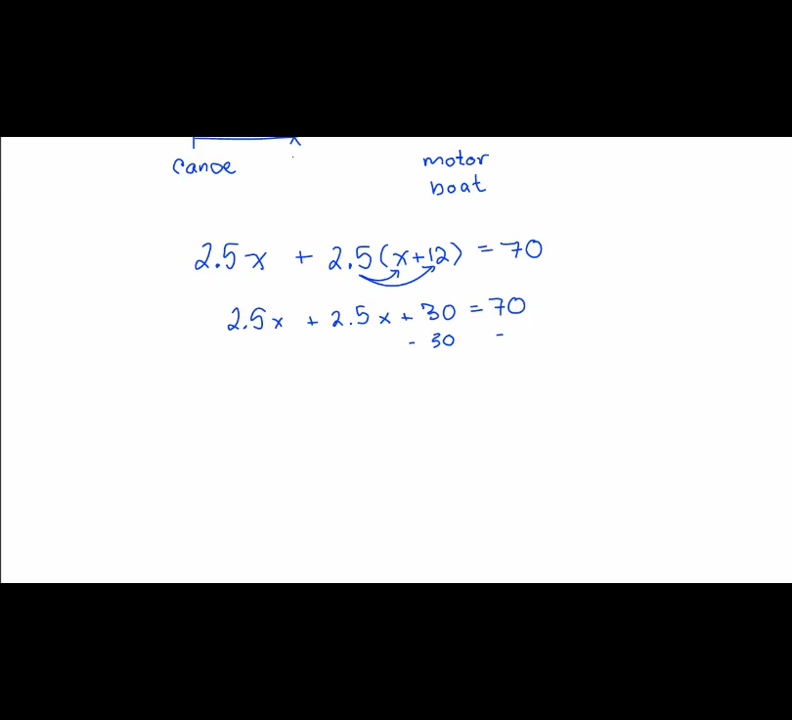 canoe motor
boat
2.5x + 2.5(x+12) = 70
2.5x + 2.5x + 30 = 70
- 30 -